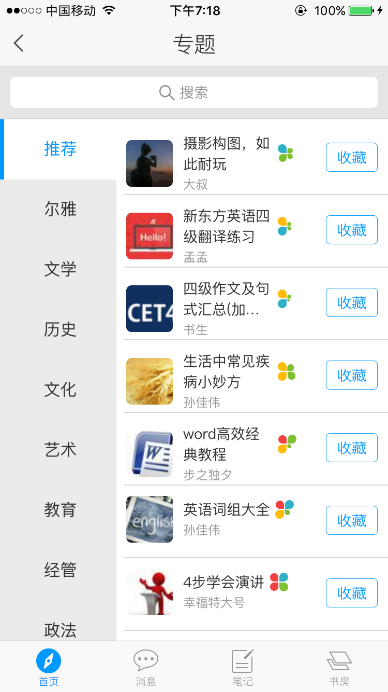 中国移动 下午7:18 100%
专题
搜索
推荐
尔雅
文学
历史
文化
艺术
教育
经管
政法
摄影构图，如
此耐玩
大叔
收藏
Hello!
新东方英语四
级翻译练习
孟孟
收藏
CET4
四级作文及句
式汇总(加...
书生
收藏
生活中常见疾
病小妙方
孙佳伟
收藏
W
word高效经
典教程
步之独夕
收藏
english
英语词组大全
孙佳伟
收藏
4步学会演讲
幸福特大号
收藏
首页
消息
笔记
书房